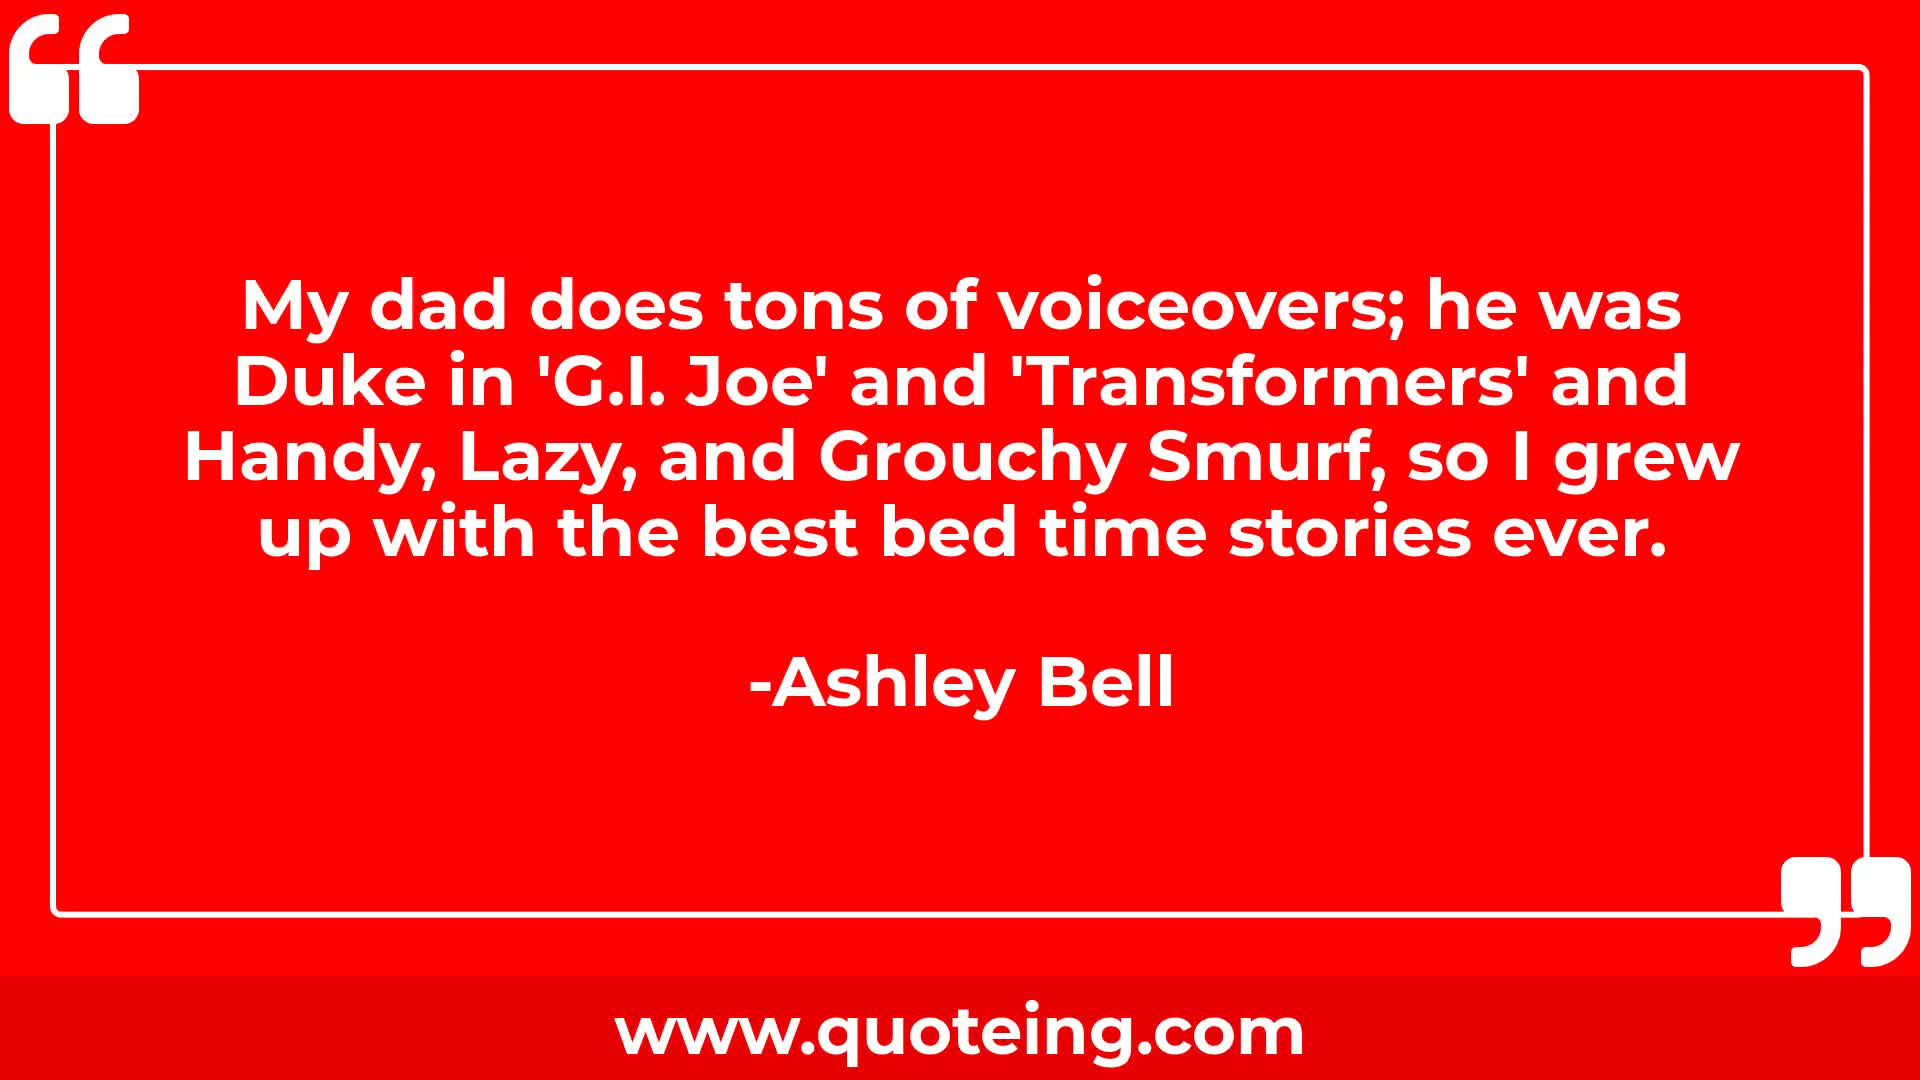 My dad does tons of voiceovers; he was
Duke in 'G.I. Joe' and 'Transformers' and
Handy, Lazy, and Grouchy Smurf, so I grew
up with the best bed time stories ever.
-Ashley Bell
www.quoteing.com